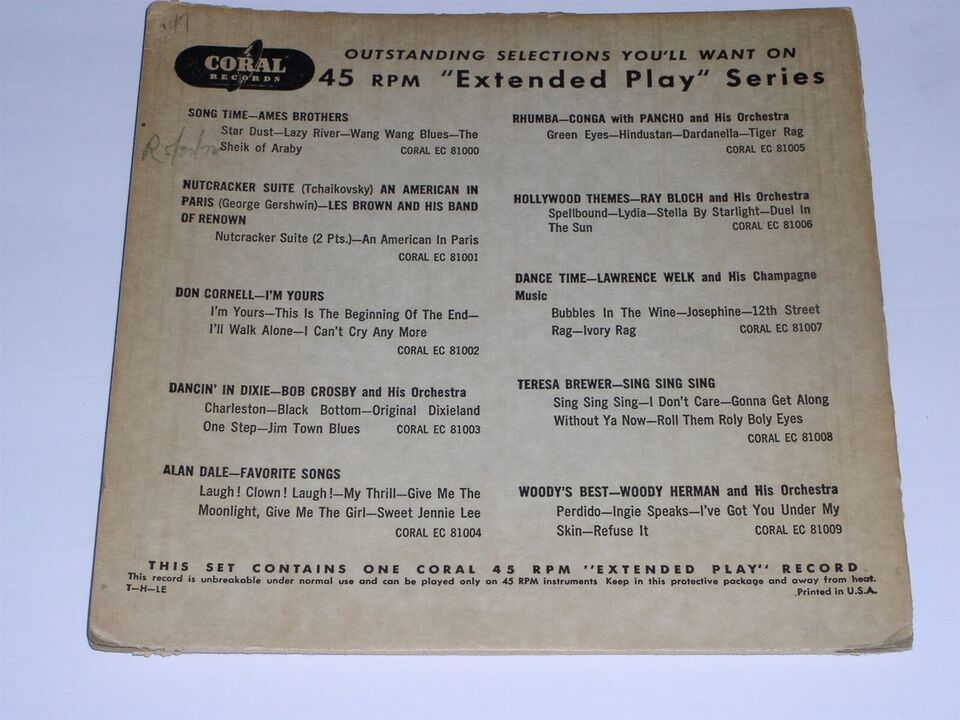 47
CORAL
RECORDS
OUTSTANDING SELECTIONS YOU'LL WANT ON
45 RPM "Extended Play" Series
SONG TIME—AMES BROTHERS
Star Dust—Lazy River—Wang Wang Blues—The
Sheik of Araby CORAL EC 81000
NUTCRACKER SUITE (Tchaikovsky) AN AMERICAN IN
PARIS (George Gershwin)—LES BROWN AND HIS BAND
OF RENOWN
Nutcracker Suite (2 Pts.)—An American In Paris
CORAL EC 81001
DON CORNELL—I'M YOURS
I'm Yours—This Is The Beginning Of The End—
I'll Walk Alone—I Can't Cry Any More
CORAL EC 81002
DANCIN' IN DIXIE—BOB CROSBY and His Orchestra
Charleston—Black Bottom—Original Dixieland
One Step—Jim Town Blues CORAL EC 81003
ALAN DALE—FAVORITE SONGS
Laugh! Clown! Laugh!—My Thrill—Give Me The
Moonlight, Give Me The Girl—Sweet Jennie Lee
CORAL EC 81004
RHUMBA—CONGA with PANCHO and His Orchestra
Green Eyes—Hindustan—Dardanella—Tiger Rag
CORAL EC 81005
HOLLYWOOD THEMES—RAY BLOCH and His Orchestra
Spellbound—Lydia—Stella By Starlight—Duel In
The Sun CORAL EC 81006
DANCE TIME—LAWRENCE WELK and His Champagne
Music
Bubbles In The Wine—Josephine—12th Street
Rag—Ivory Rag CORAL EC 81007
TERESA BREWER—SING SING SING
Sing Sing Sing—I Don't Care—Gonna Get Along
Without Ya Now—Roll Them Roly Boly Eyes
CORAL EC 81008
WOODY'S BEST—WOODY HERMAN and His Orchestra
Perdido—Ingie Speaks—I've Got You Under My
Skin—Refuse It CORAL EC 81009
THIS SET CONTAINS ONE CORAL 45 RPM "EXTENDED PLAY" RECORD
This record is unbreakable under normal use and can be played only on 45 RPM instruments Keep in this protective package and away from heat.
T—H—LE Printed in U.S.A.